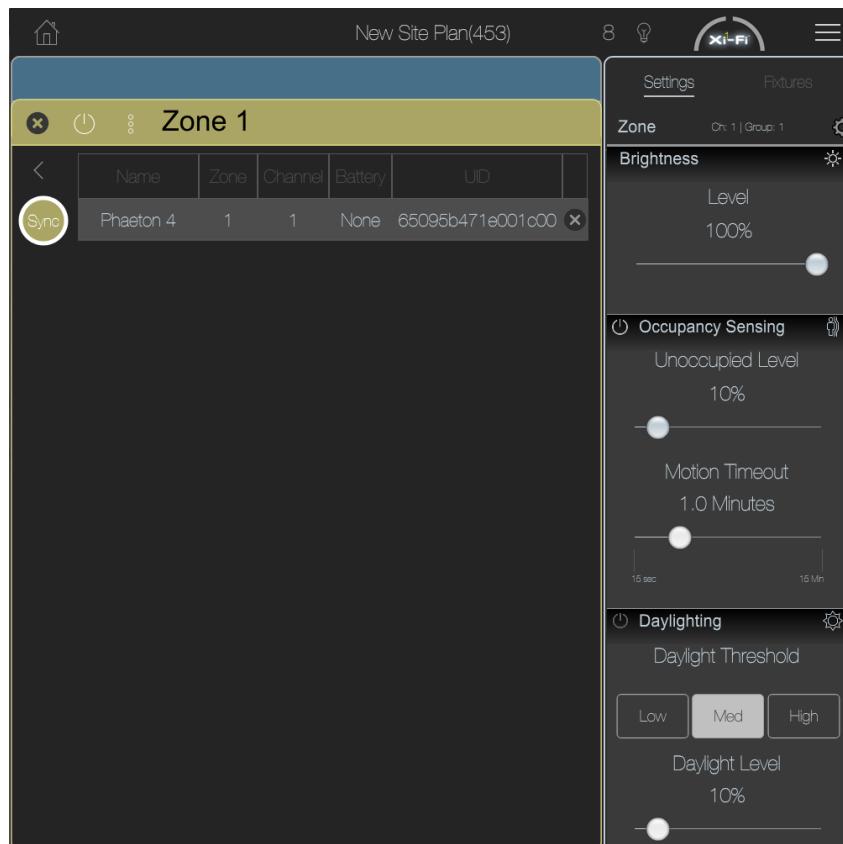 New Site Plan(453)
8
Xi-Fi
Settings
Fixtures
Zone 1
Zone
Ch: 1 | Group: 1
Name
Zone
Channel
Battery
UID
Sync
Phaeton 4
1
1
None
65095b471e001c00
Brightness
Level
100%
Occupancy Sensing
Unoccupied Level
10%
Motion Timeout
1.0 Minutes
15 sec
15 Min
Daylighting
Daylight Threshold
Low
Med
High
Daylight Level
10%